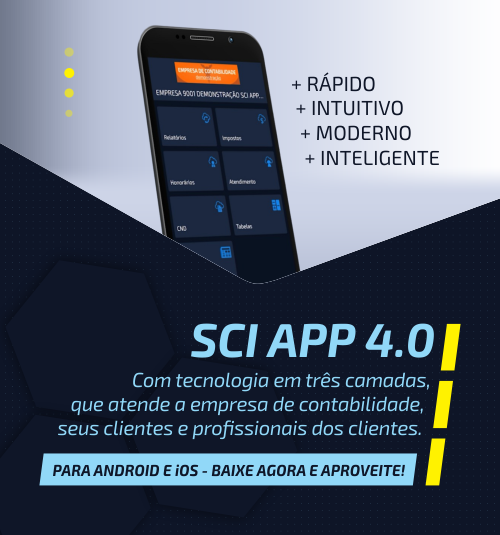 EMPRESA DE CONTABILIDADE
EMPRESA 9001 DEMONSTRAÇÃO SCI APP...
Relatórios
Impostos
Honorários
Atendimento
CND
Tabelas
+ RÁPIDO
+ INTUITIVO
+ MODERNO
+ INTELIGENTE
SCI APP 4.0
Com tecnologia em três camadas,
que atende a empresa de contabilidade,
seus clientes e profissionais dos clientes.
PARA ANDROID E iOS - BAIXE AGORA E APROVEITE!